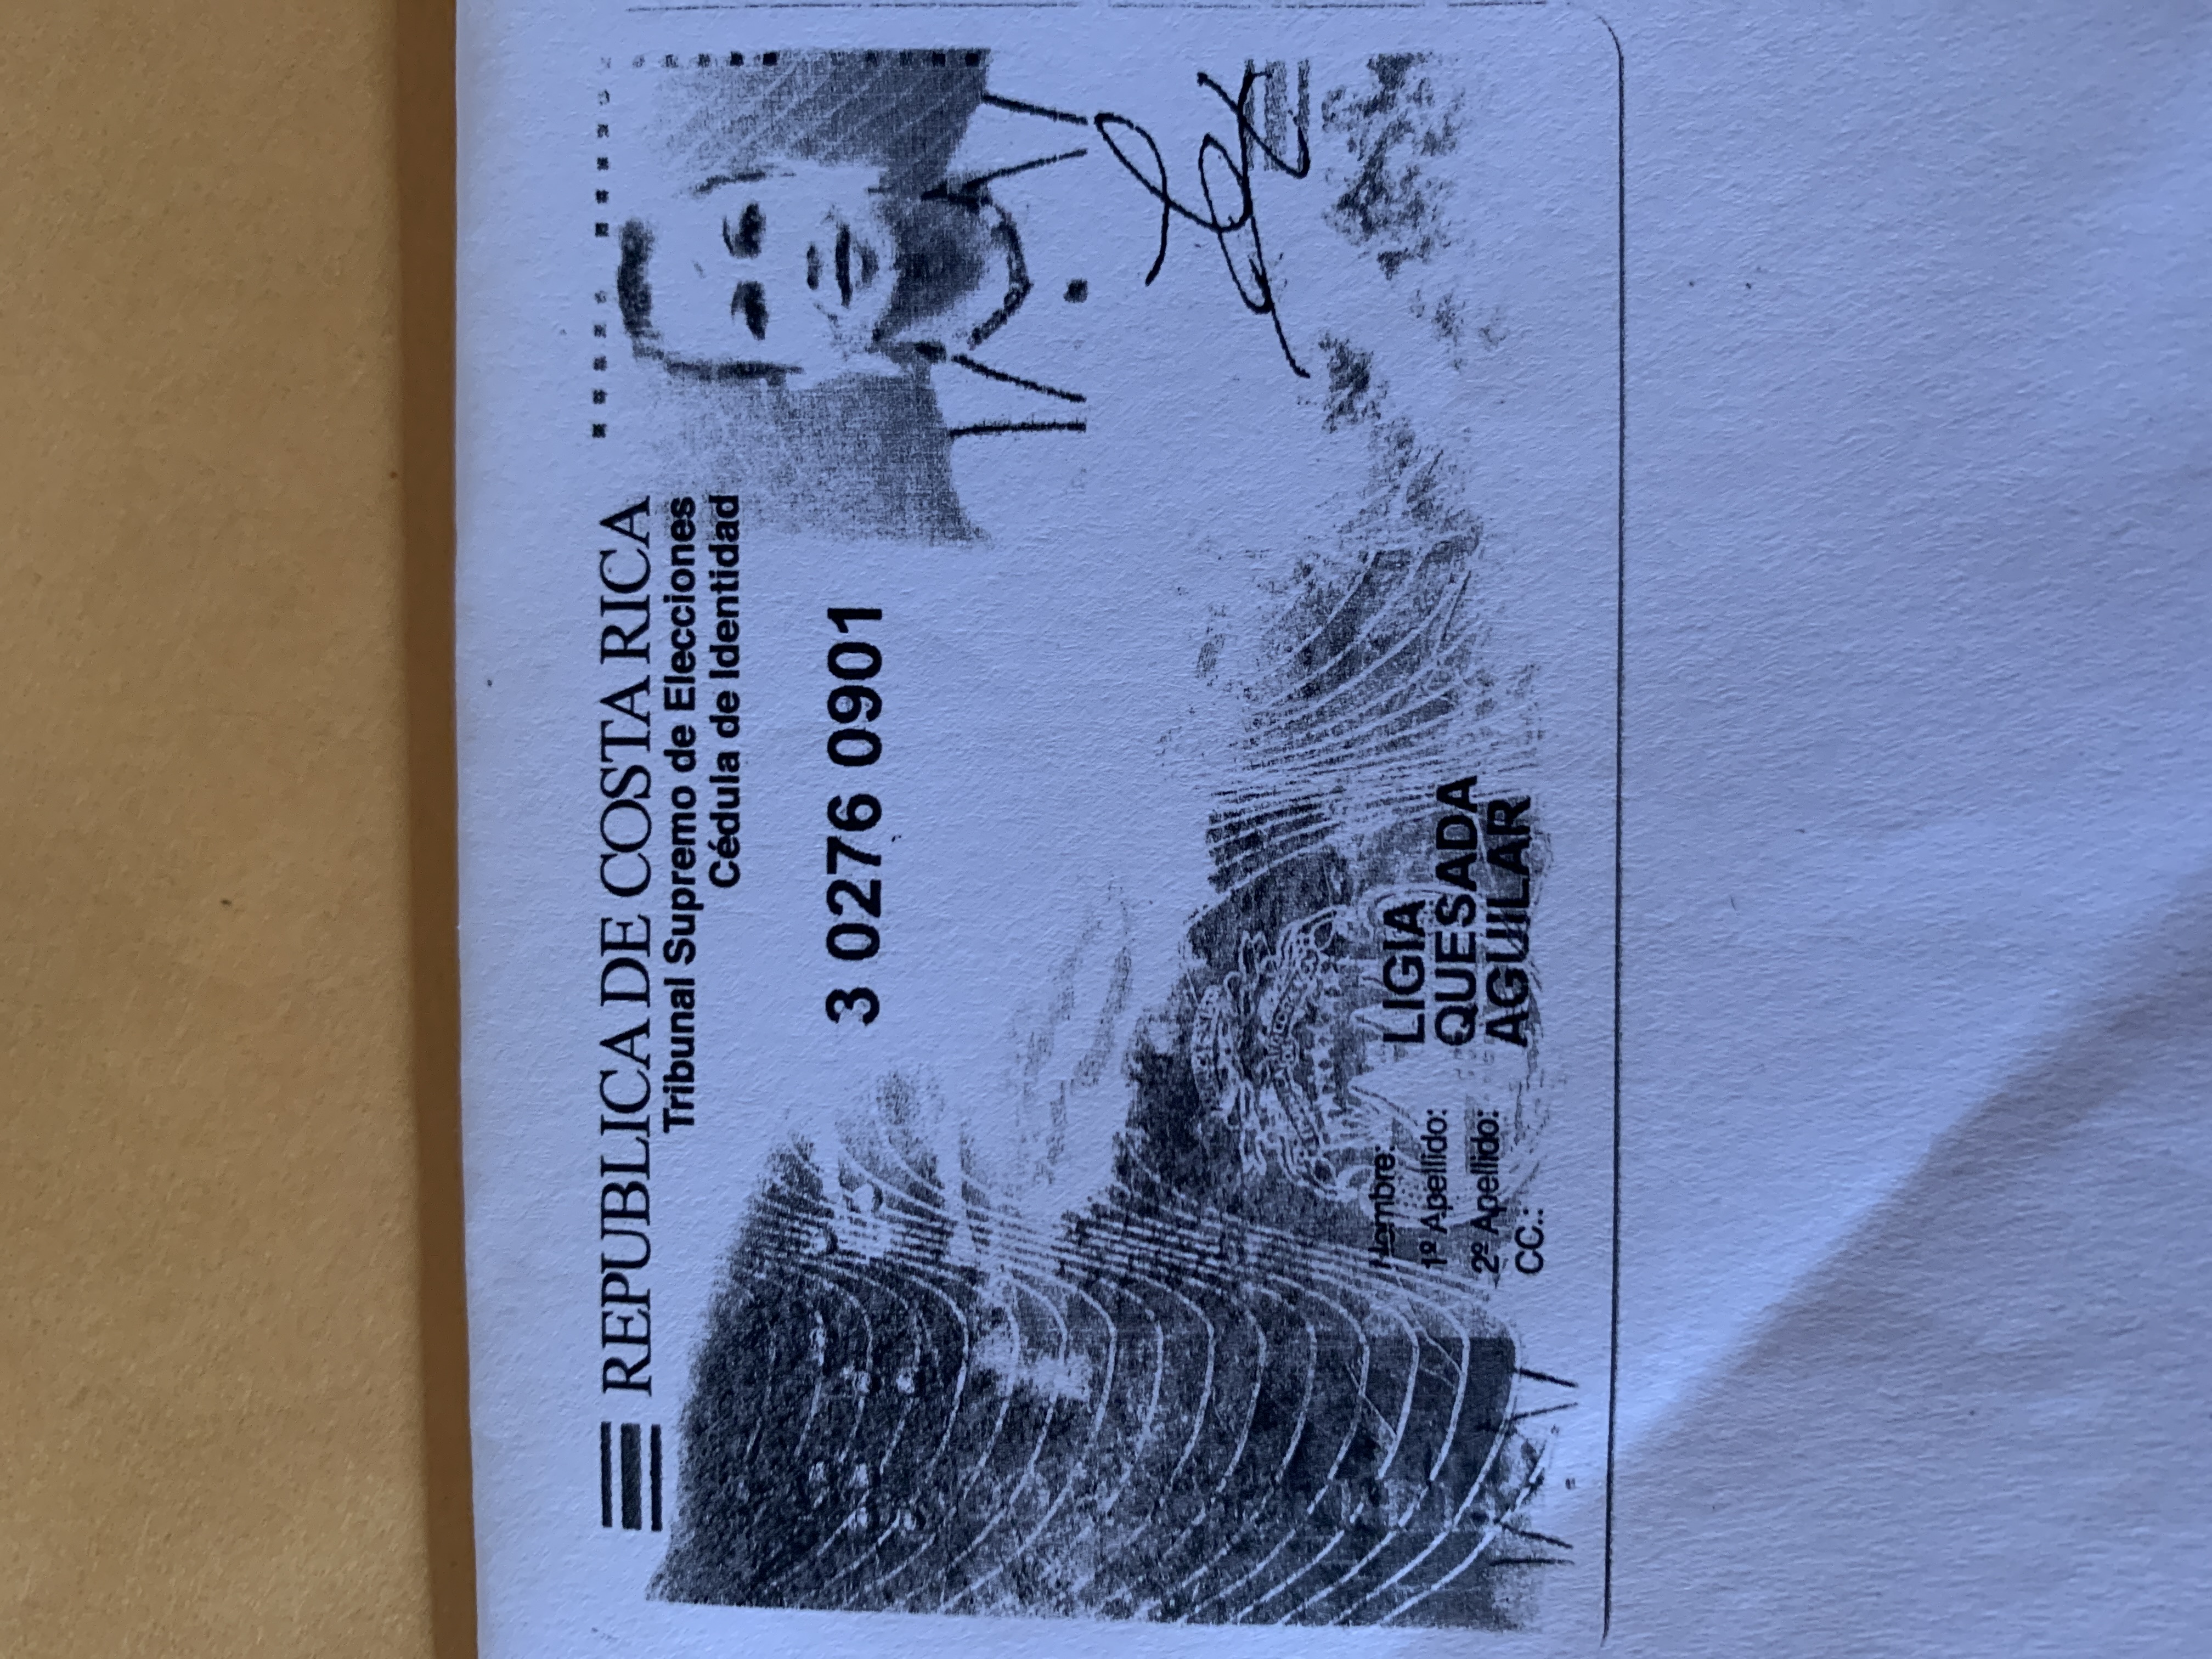 REPUBLICA DE COSTA RICA
Tribunal Supremo de Elecciones
Cédula de Identidad
3 0276 0901
Nombre: LIGIA
1º Apellido: QUESADA
2º Apellido: AGUILAR
CC.: